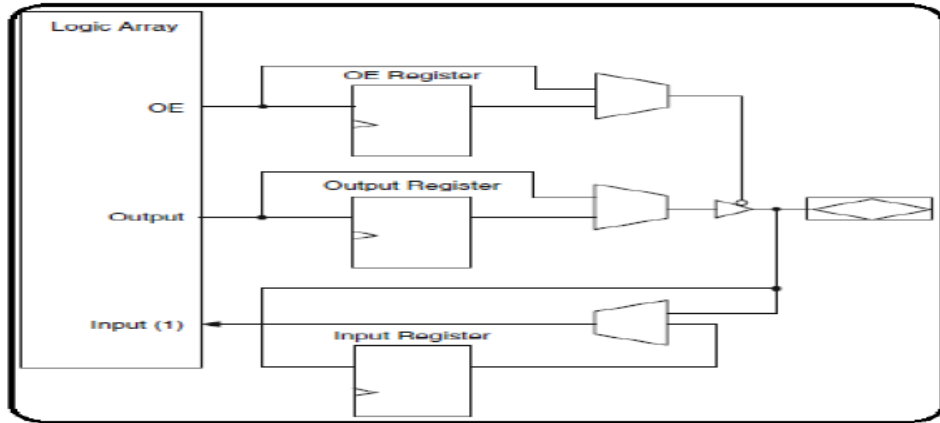 Logic Array
OE Register
OE
Output Register
Output
Input (1)
Input Register